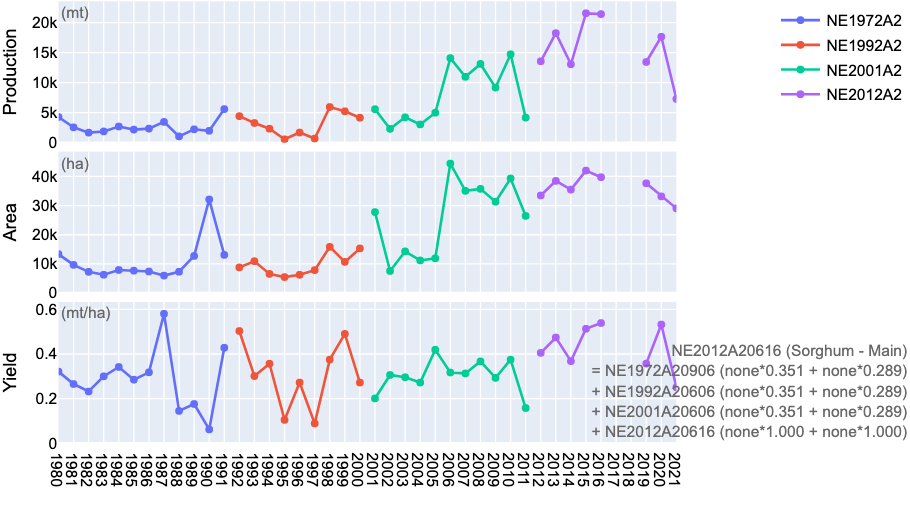 Production
(mt)
20k
15k
10k
5k
0
NE1972A2
NE1992A2
NE2001A2
NE2012A2
Area
(ha)
40k
30k
20k
10k
0
Yield
(mt/ha)
0.6
0.4
0.2
0
NE2012A20616 (Sorghum - Main)
= NE1972A20906 (none*0.351 + none*0.289)
+ NE1992A20606 (none*0.351 + none*0.289)
+ NE2001A20606 (none*0.351 + none*0.289)
+ NE2012A20616 (none*1.000 + none*1.000)
1980
1981
1982
1983
1984
1985
1986
1987
1988
1989
1990
1991
1992
1993
1994
1995
1996
1997
1998
1999
2000
2001
2002
2003
2004
2005
2006
2007
2008
2009
2010
2011
2012
2013
2014
2015
2016
2017
2018
2019
2020
2021